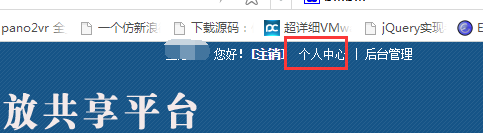 pano2vr 全
一个仿新浪
下载源码：
超详细VMw
jQuery实现
您好！[注销] 个人中心 | 后台管理
放共享平台